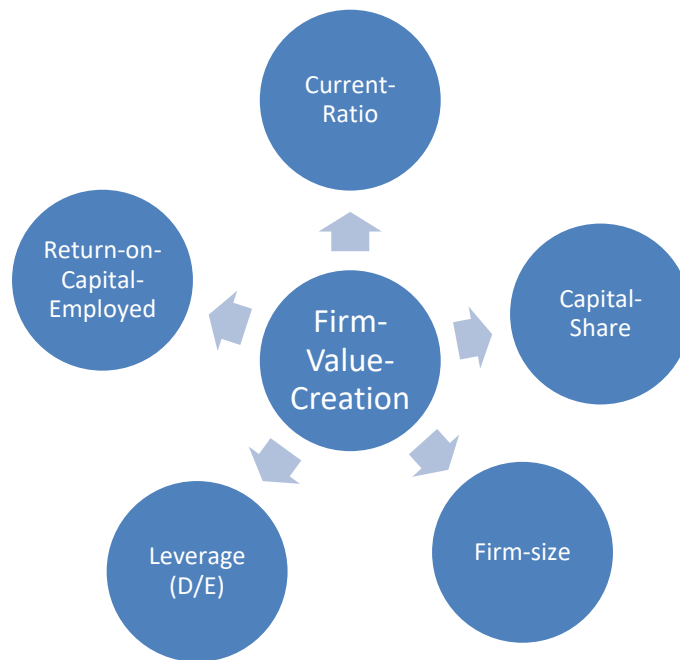 Current-
Ratio
Return-on-
Capital-
Employed
Capital-
Share
Firm-
Value-
Creation
Leverage
(D/E)
Firm-size